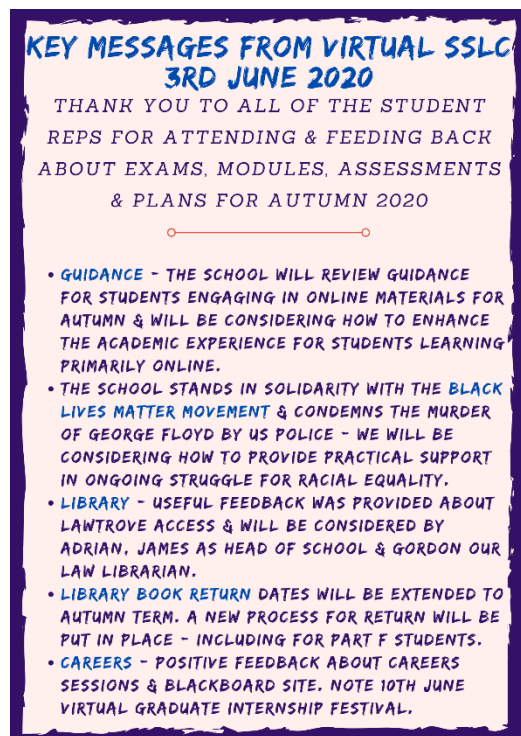 KEY MESSAGES FROM VIRTUAL SSLC
3RD JUNE 2020
THANK YOU TO ALL OF THE STUDENT
REPS FOR ATTENDING & FEEDING BACK
ABOUT EXAMS, MODULES, ASSESSMENTS
& PLANS FOR AUTUMN 2020
• GUIDANCE - THE SCHOOL WILL REVIEW GUIDANCE
FOR STUDENTS ENGAGING IN ONLINE MATERIALS FOR
AUTUMN & WILL BE CONSIDERING HOW TO ENHANCE
THE ACADEMIC EXPERIENCE FOR STUDENTS LEARNING
PRIMARILY ONLINE.
• THE SCHOOL STANDS IN SOLIDARITY WITH THE BLACK
LIVES MATTER MOVEMENT & CONDEMNS THE MURDER
OF GEORGE FLOYD BY US POLICE - WE WILL BE
CONSIDERING HOW TO PROVIDE PRACTICAL SUPPORT
IN ONGOING STRUGGLE FOR RACIAL EQUALITY.
• LIBRARY - USEFUL FEEDBACK WAS PROVIDED ABOUT
LAWTROVE ACCESS & WILL BE CONSIDERED BY
ADRIAN, JAMES AS HEAD OF SCHOOL & GORDON OUR
LAW LIBRARIAN.
• LIBRARY BOOK RETURN DATES WILL BE EXTENDED TO
AUTUMN TERM. A NEW PROCESS FOR RETURN WILL BE
PUT IN PLACE - INCLUDING FOR PART F STUDENTS.
• CAREERS - POSITIVE FEEDBACK ABOUT CAREERS
SESSIONS & BLACKBOARD SITE. NOTE 10TH JUNE
VIRTUAL GRADUATE INTERNSHIP FESTIVAL.